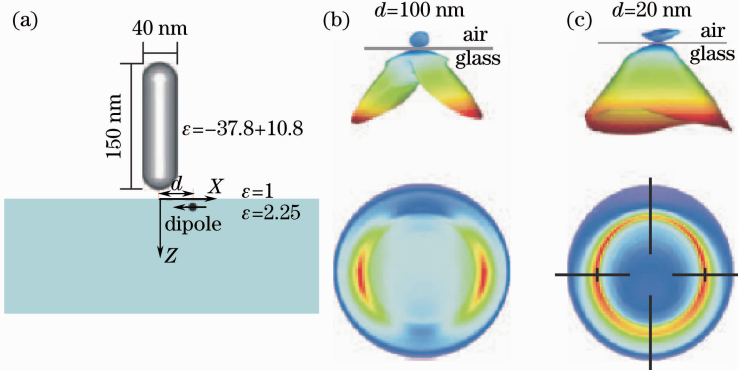 (a)
40 nm
150 nm
ε=−37.8+10.8
d
X
ε=1
ε=2.25
dipole
Z
(b)
d=100 nm
air
glass
(c)
d=20 nm
air
glass